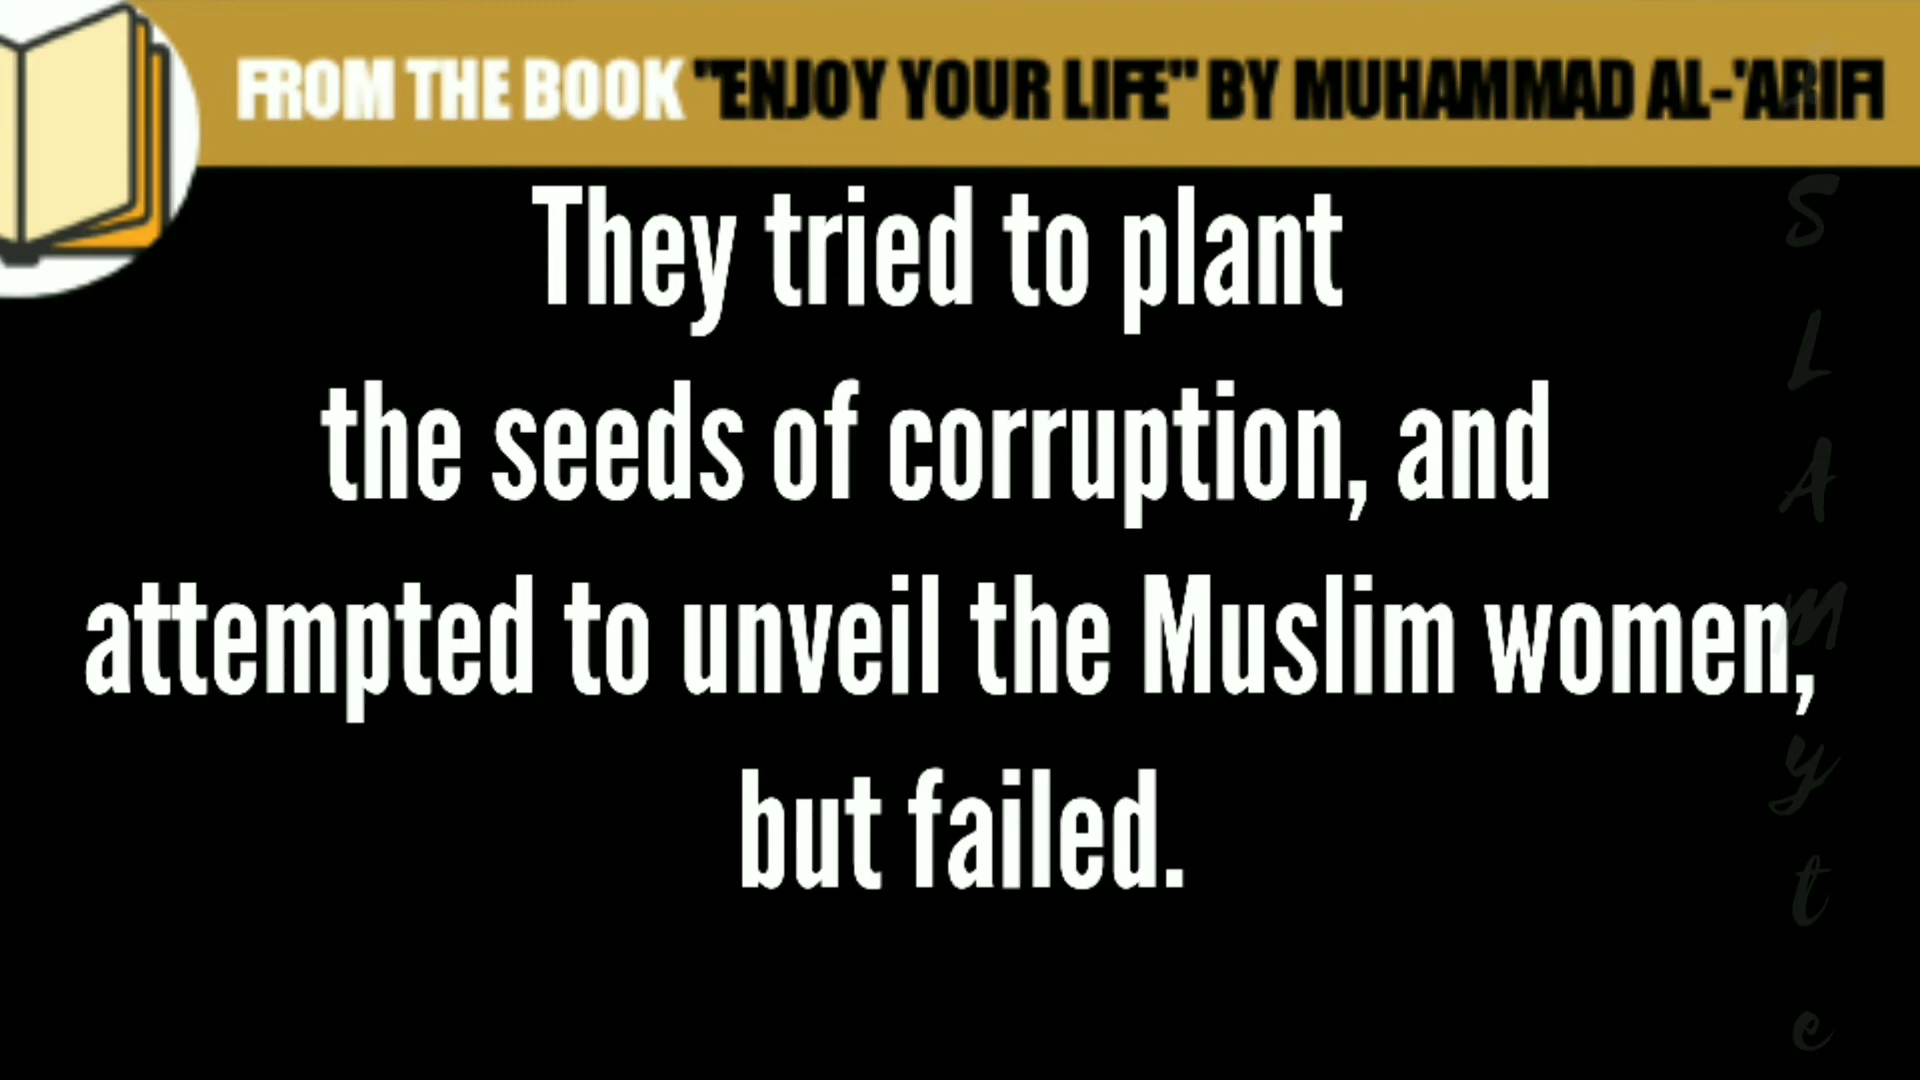 FROM THE BOOK "ENJOY YOUR LIFE" BY MUHAMMAD AL-'ARIFI
They tried to plant
the seeds of corruption, and
attempted to unveil the Muslim women,
but failed.
S
L
A
M
y
t
e